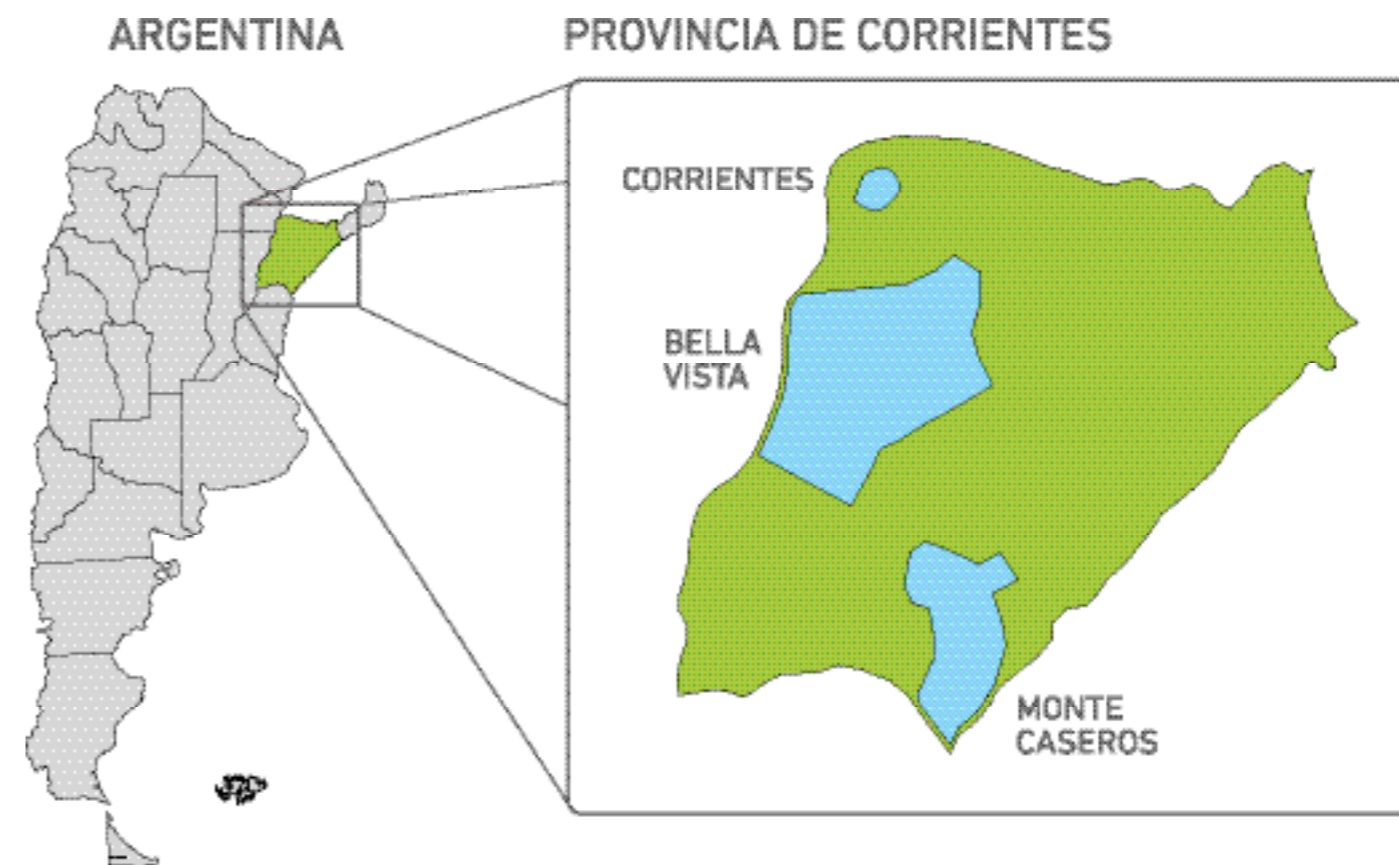 ARGENTINA
PROVINCIA DE CORRIENTES
CORRIENTES
BELLA
VISTA
MONTE
CASEROS